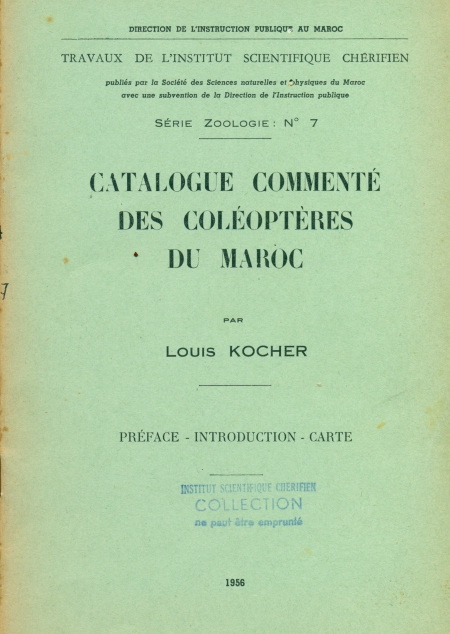 DIRECTION DE L'INSTRUCTION PUBLIQUE AU MAROC
TRAVAUX DE L'INSTITUT SCIENTIFIQUE CHÉRIFIEN
publiés par la Société des Sciences naturelles et physiques du Maroc
avec une subvention de la Direction de l'Instruction publique
SÉRIE ZOOLOGIE : N° 7
CATALOGUE COMMENTÉ
DES COLÉOPTÈRES
DU MAROC
7
PAR
LOUIS KOCHER
PRÉFACE - INTRODUCTION - CARTE
INSTITUT SCIENTIFIQUE CHERIFIEN
COLLECTION
ne peut être emprunté
1956